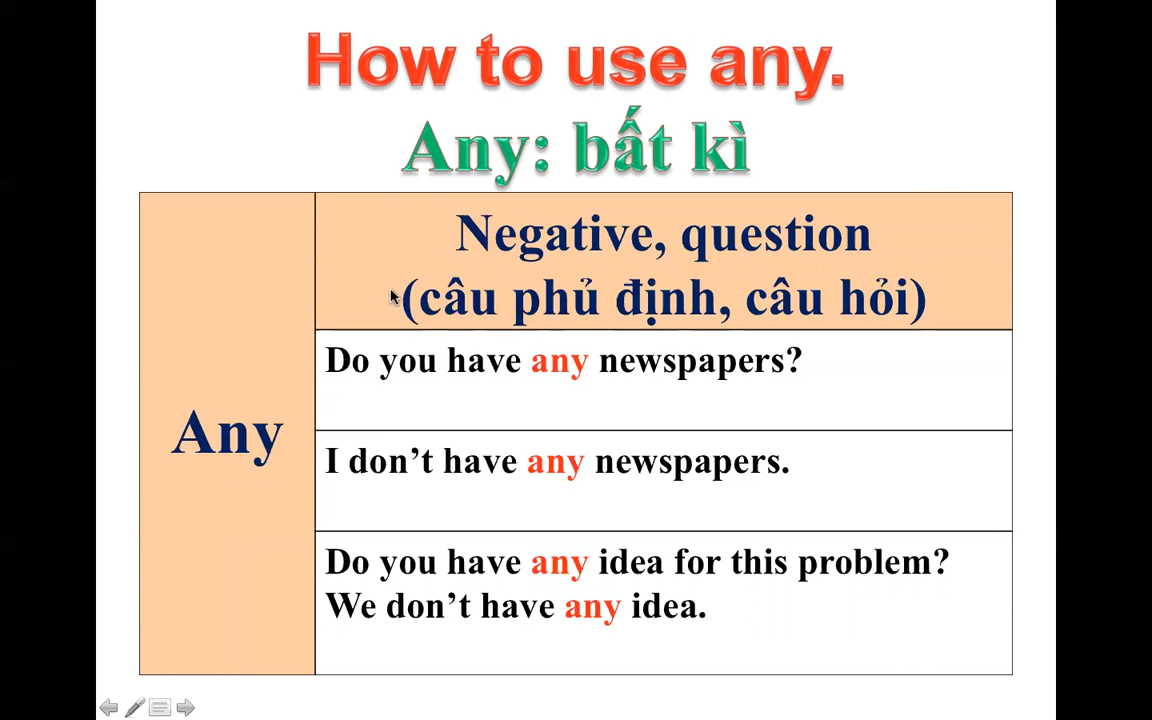 How to use any.
Any: bất kì
Negative, question
(câu phủ định, câu hỏi)
Any
Do you have any newspapers?
I don’t have any newspapers.
Do you have any idea for this problem?
We don’t have any idea.